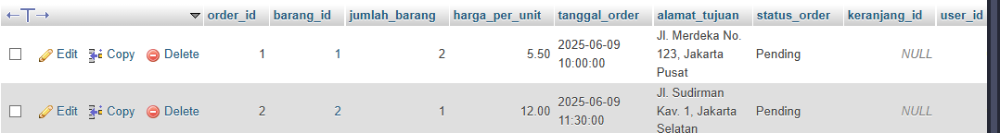 order_id barang_id jumlah_barang harga_per_unit tanggal_order alamat_tujuan status_order keranjang_id user_id
Edit Copy Delete 1 1 2 5.50 2025-06-09 10:00:00 Jl. Merdeka No. 123, Jakarta Pusat Pending NULL
Edit Copy Delete 2 2 1 12.00 2025-06-09 11:30:00 Jl. Sudirman Kav. 1, Jakarta Selatan Pending NULL